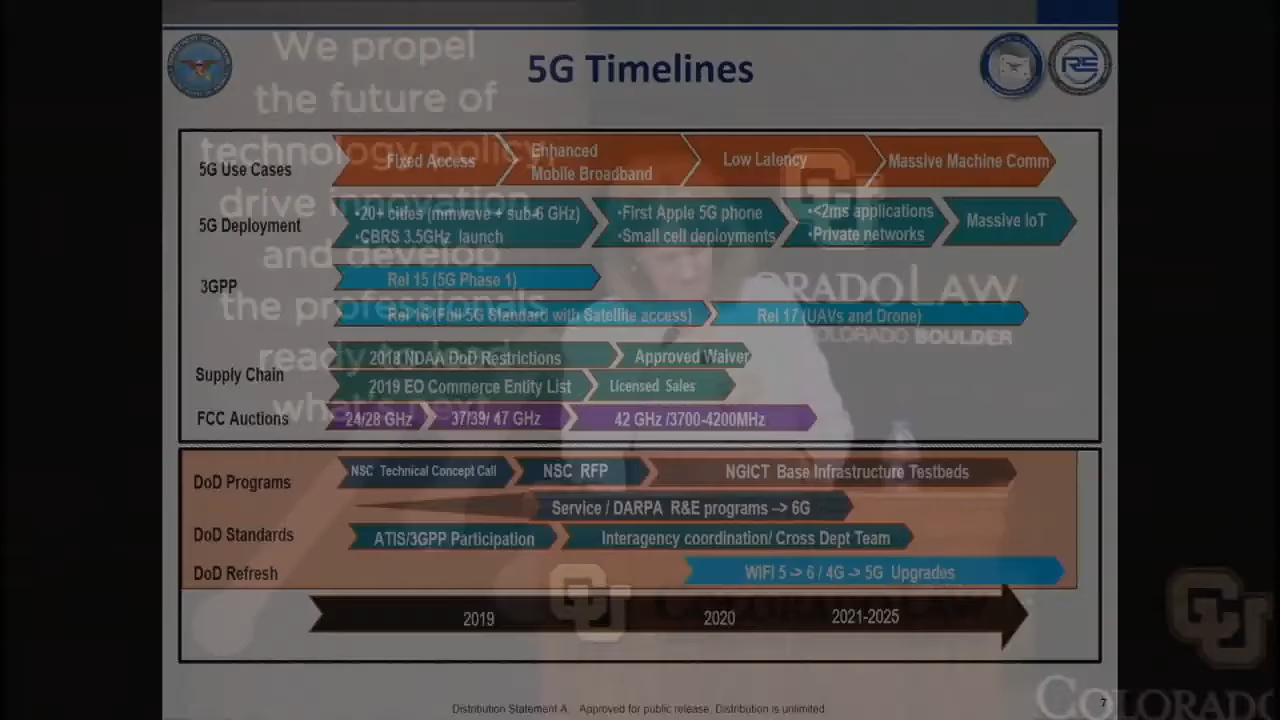 We propel
the future of
technology policy,
drive innovation
and develop
the professionals
ready to lead
what's next
5G Timelines
5G Use Cases
Fixed Access
Enhanced
Mobile Broadband
Low Latency
Massive Machine Comm
5G Deployment
•20+ cities (mmwave + sub-6 GHz)
•CBRS 3.5GHz launch
•First Apple 5G phone
•Small cell deployments
•<2ms applications
•Private networks
Massive IoT
3GPP
Rel 15 (5G Phase 1)
Rel 16 (Full 5G Standard with Satellite access)
Rel 17 (UAVs and Drone)
Supply Chain
2018 NDAA DoD Restrictions
Approved Waiver
2019 EO Commerce Entity List
Licensed Sales
FCC Auctions
24/28 GHz
37/39/ 47 GHz
42 GHz /3700-4200MHz
DoD Programs
NSC Technical Concept Call
NSC RFP
NGICT Base Infrastructure Testbeds
Service / DARPA R&E programs --> 6G
DoD Standards
ATIS/3GPP Participation
Interagency coordination/ Cross Dept Team
DoD Refresh
WiFI 5 -> 6 / 4G -> 5G Upgrades
2019
2020
2021-2025
Distribution Statement A. Approved for public release. Distribution is unlimited.
7
CU
ORADO LAW
COLORADO BOULDER
CU
CU
COLORADO